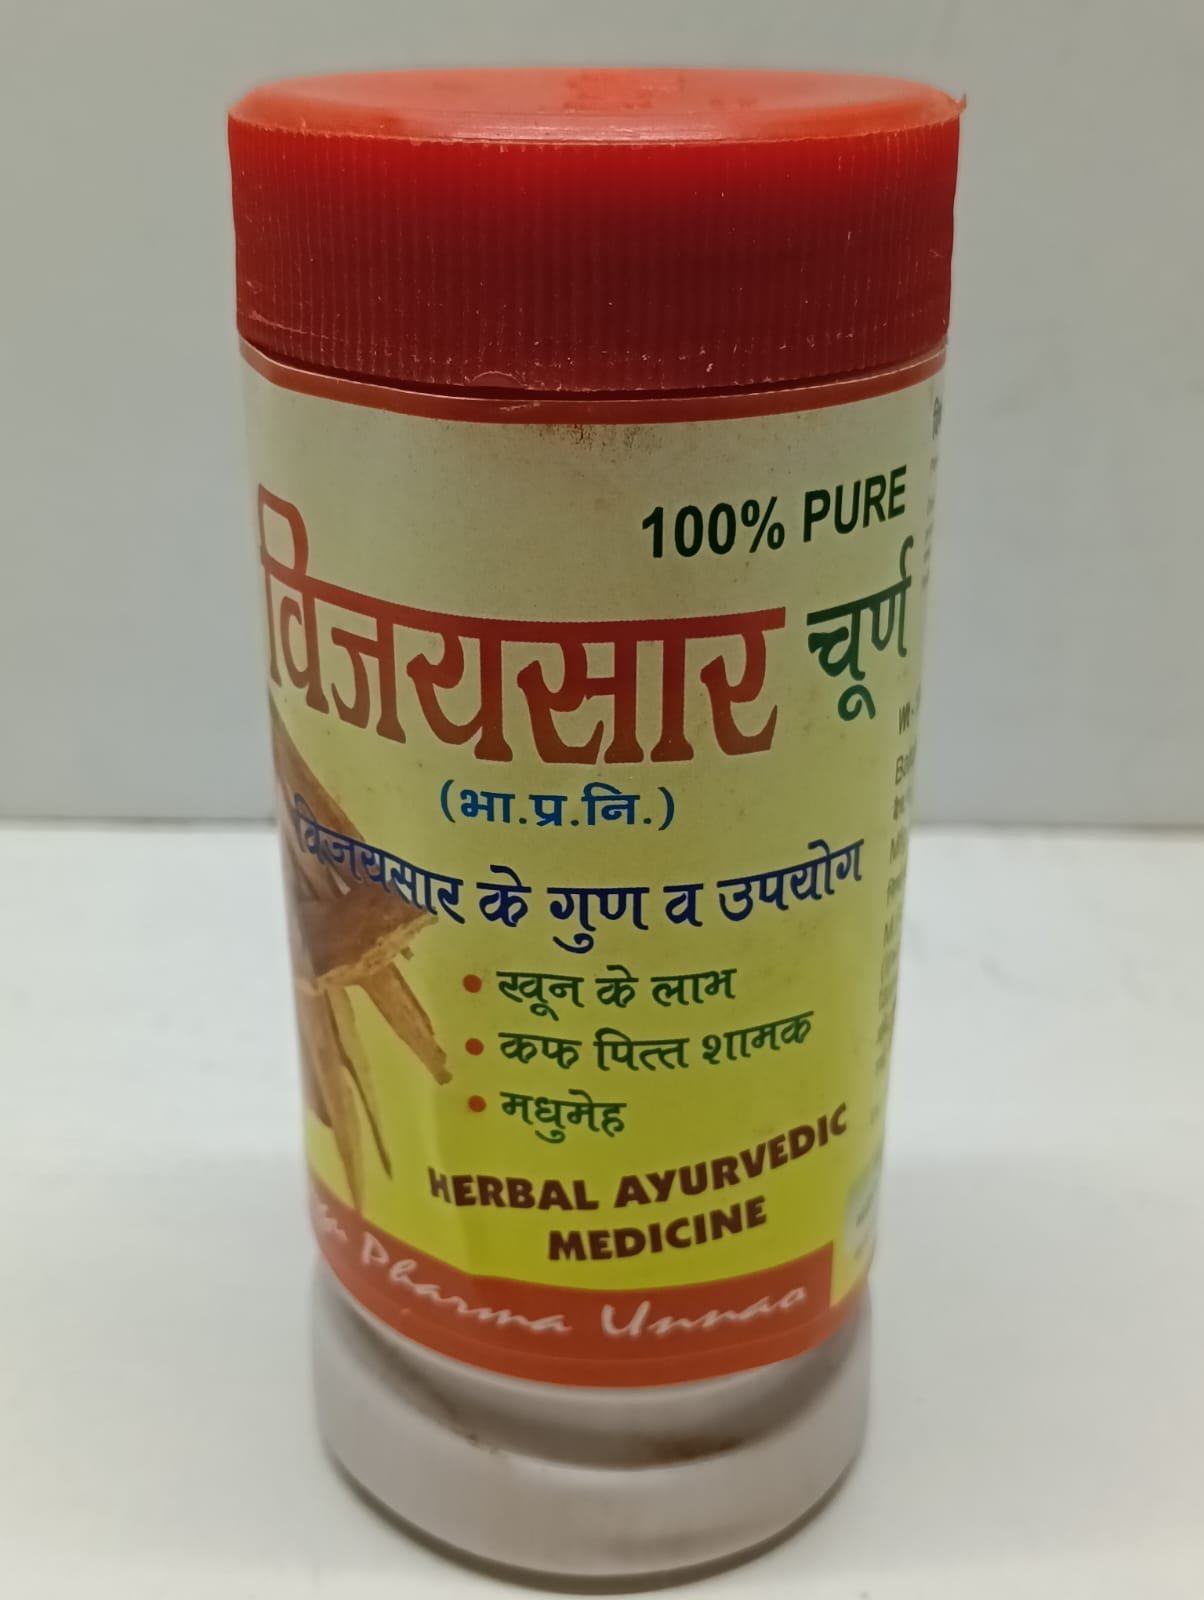 100% PURE
विजयसार चूर्ण
(भा.प्र.नि.)
विजयसार के गुण व उपयोग
• खून के लाभ
• कफ पित्त शामक
• मधुमेह
HERBAL AYURVEDIC
MEDICINE
Pharma Unnao